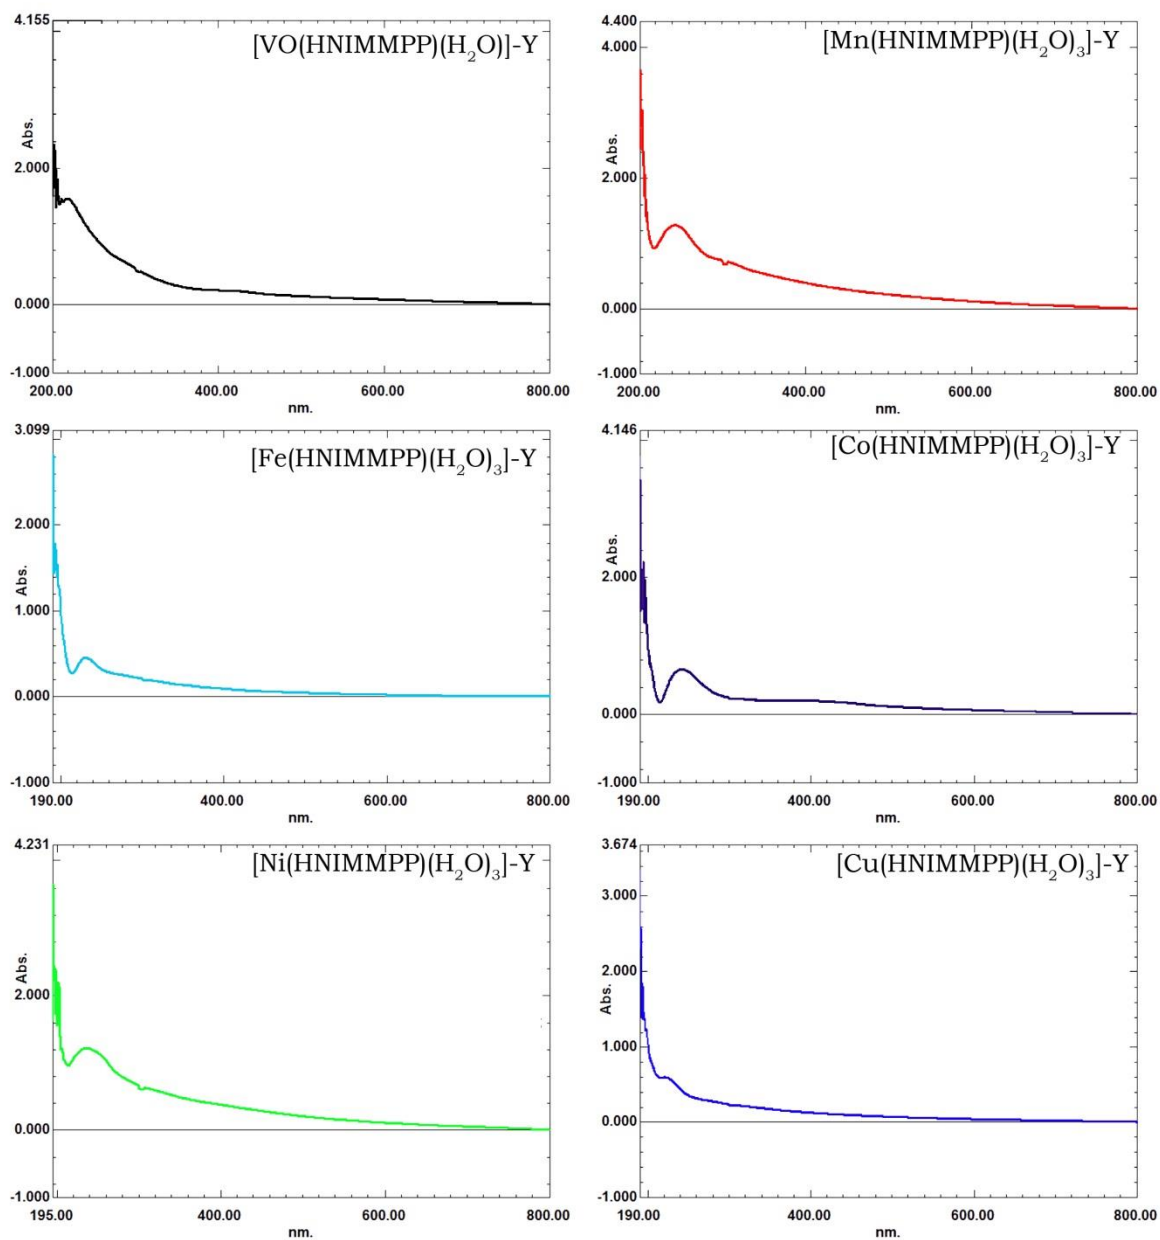 [VO(HNIMMPP)(H₂O)]-Y
4.155
2.000
0.000
-1.000
Abs.
200.00 400.00 600.00 800.00
nm.
[Mn(HNIMMPP)(H₂O)₃]-Y
4.400
4.000
2.000
0.000
-1.000
Abs.
200.00 400.00 600.00 800.00
nm.
[Fe(HNIMMPP)(H₂O)₃]-Y
3.099
2.000
1.000
0.000
-1.000
Abs.
190.00 400.00 600.00 800.00
nm.
[Co(HNIMMPP)(H₂O)₃]-Y
4.146
2.000
0.000
-1.000
Abs.
190.00 400.00 600.00 800.00
nm.
[Ni(HNIMMPP)(H₂O)₃]-Y
4.231
2.000
0.000
-1.000
Abs.
195.00 400.00 600.00 800.00
nm.
[Cu(HNIMMPP)(H₂O)₃]-Y
3.674
3.000
2.000
1.000
0.000
-1.000
Abs.
190.00 400.00 600.00 800.00
nm.